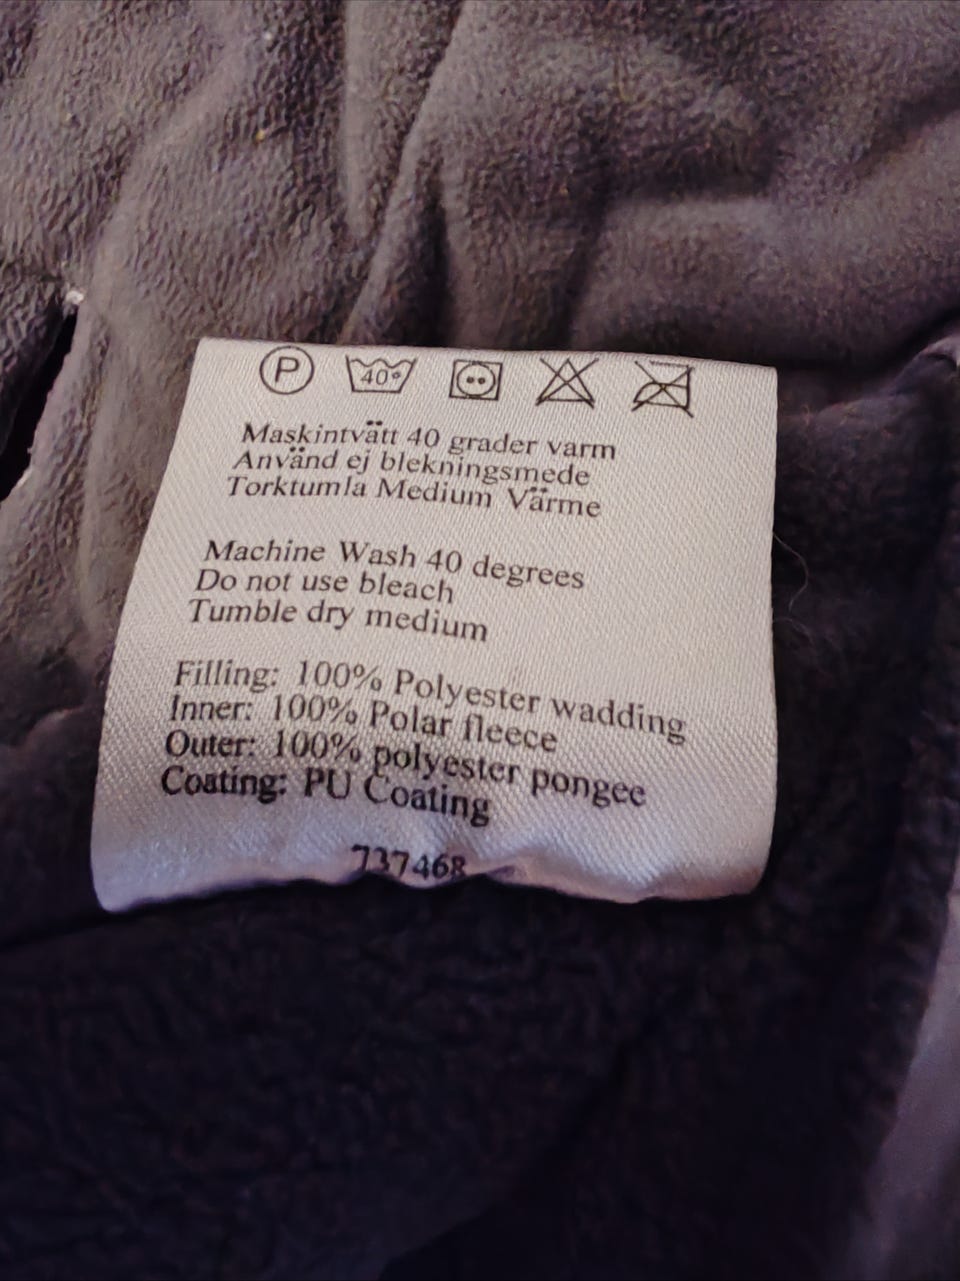 P 40°
Maskintvätt 40 grader varm
Använd ej blekningsmede
Torktumla Medium Värme
Machine Wash 40 degrees
Do not use bleach
Tumble dry medium
Filling: 100% Polyester wadding
Inner: 100% Polar fleece
Outer: 100% polyester pongee
Coating: PU Coating
737468